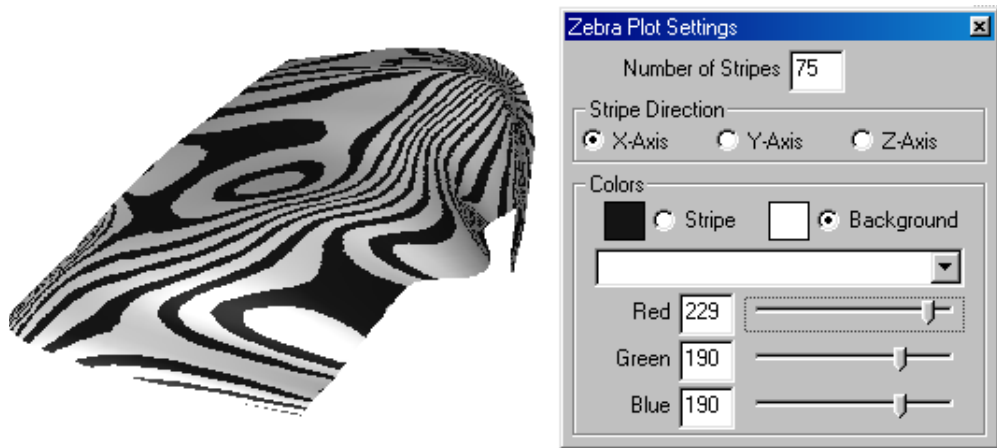 Zebra Plot Settings
Number of Stripes 75
Stripe Direction
X-Axis Y-Axis Z-Axis
Colors
Stripe Background
Red 229
Green 190
Blue 190